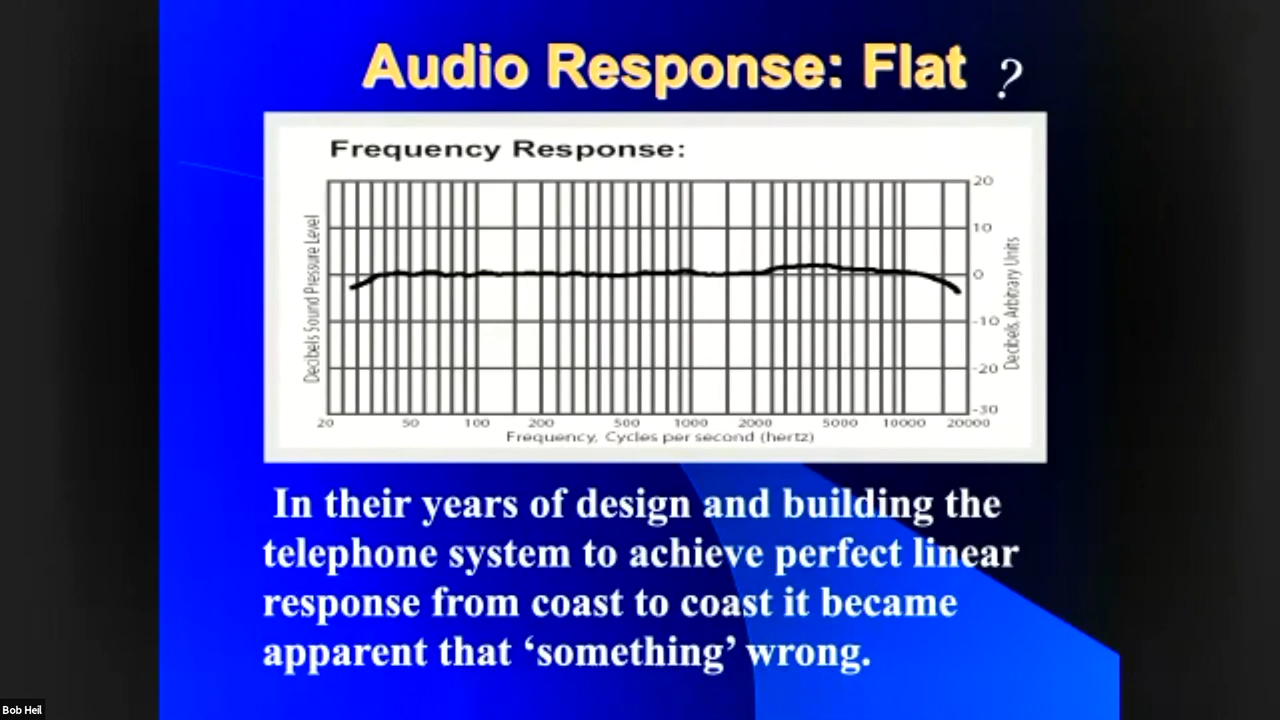 Audio Response: Flat ?
Frequency Response:
Decibels Sound Pressure Level
20
10
0
-10
-20
-30
Decibels, Arbitrary Units
20 50 100 200 500 1000 2000 5000 10000 20000
Frequency, Cycles per second (hertz)
In their years of design and building the
telephone system to achieve perfect linear
response from coast to coast it became
apparent that ‘something’ wrong.
Bob Heil